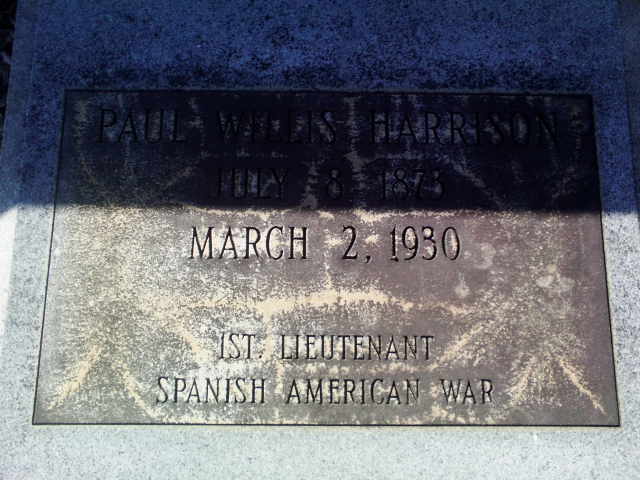 PAUL WILLIS HARRISON
JULY 8 1873
MARCH 2, 1930
1ST. LIEUTENANT
SPANISH AMERICAN WAR